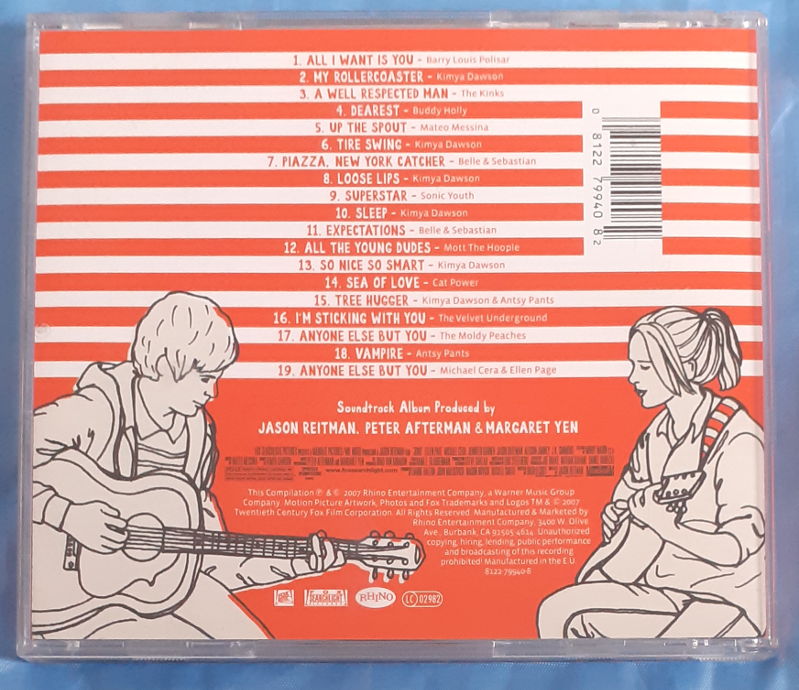 1. ALL I WANT IS YOU – Barry Louis Polisar
2. MY ROLLERCOASTER – Kimya Dawson
3. A WELL RESPECTED MAN – The Kinks
4. DEAREST – Buddy Holly
5. UP THE SPOUT – Mateo Messina
6. TIRE SWING – Kimya Dawson
7. PIAZZA, NEW YORK CATCHER – Belle & Sebastian
8. LOOSE LIPS – Kimya Dawson
9. SUPERSTAR – Sonic Youth
10. SLEEP – Kimya Dawson
11. EXPECTATIONS – Belle & Sebastian
12. ALL THE YOUNG DUDES – Mott The Hoople
13. SO NICE SO SMART – Kimya Dawson
14. SEA OF LOVE – Cat Power
15. TREE HUGGER – Kimya Dawson & Antsy Pants
16. I'M STICKING WITH YOU – The Velvet Underground
17. ANYONE ELSE BUT YOU – The Moldy Peaches
18. VAMPIRE – Antsy Pants
19. ANYONE ELSE BUT YOU – Michael Cera & Ellen Page
0 8122 79940 8 2
Soundtrack Album Produced by
JASON REITMAN, PETER AFTERMAN & MARGARET YEN
www.foxsearchlight.com
This Compilation ℗ & © 2007 Rhino Entertainment Company, a Warner Music Group
Company. Motion Picture Artwork, Photos and Fox Trademarks and Logos TM & © 2007
Twentieth Century Fox Film Corporation. All Rights Reserved. Manufactured & Marketed by
Rhino Entertainment Company, 3400 W. Olive
Ave., Burbank, CA 91505-4614. Unauthorized
copying, hiring, lending, public performance
and broadcasting of this recording
prohibited! Manufactured in the E.U.
8122-79940-8
SEARCHLIGHT
RHINO
LC 02982